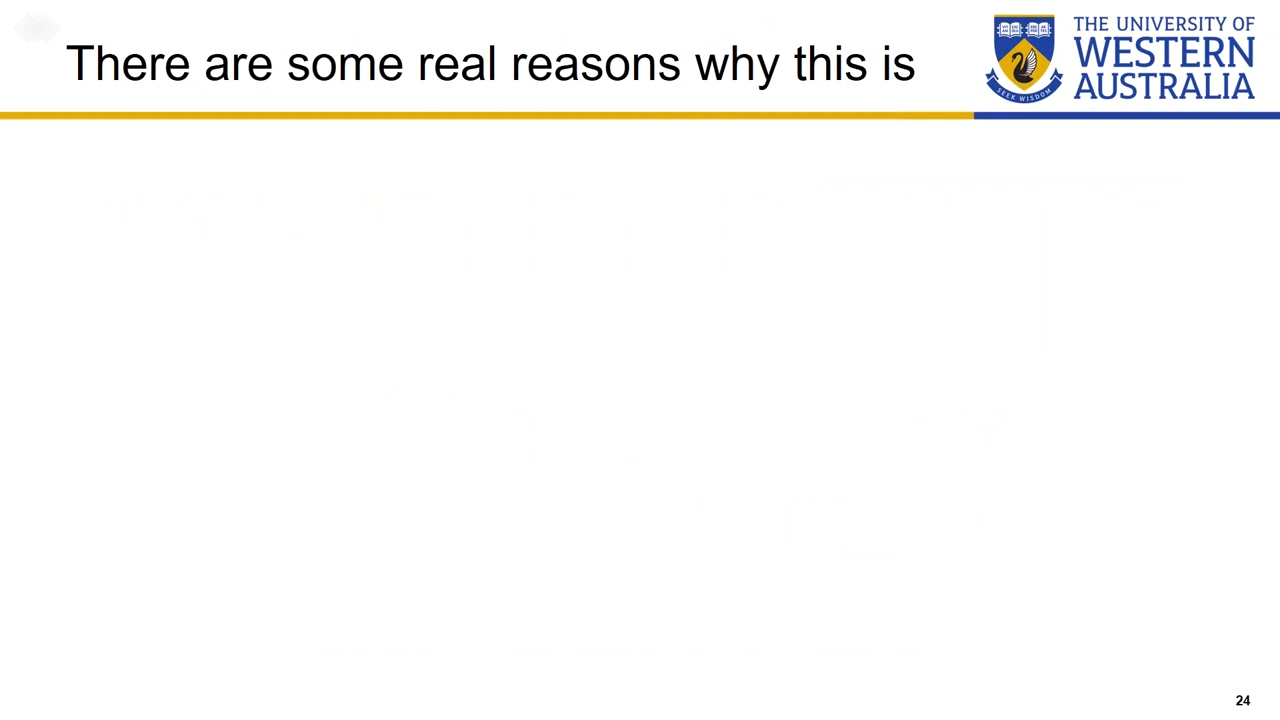 There are some real reasons why this is
THE UNIVERSITY OF
WESTERN
AUSTRALIA
SEEK WISDOM
24